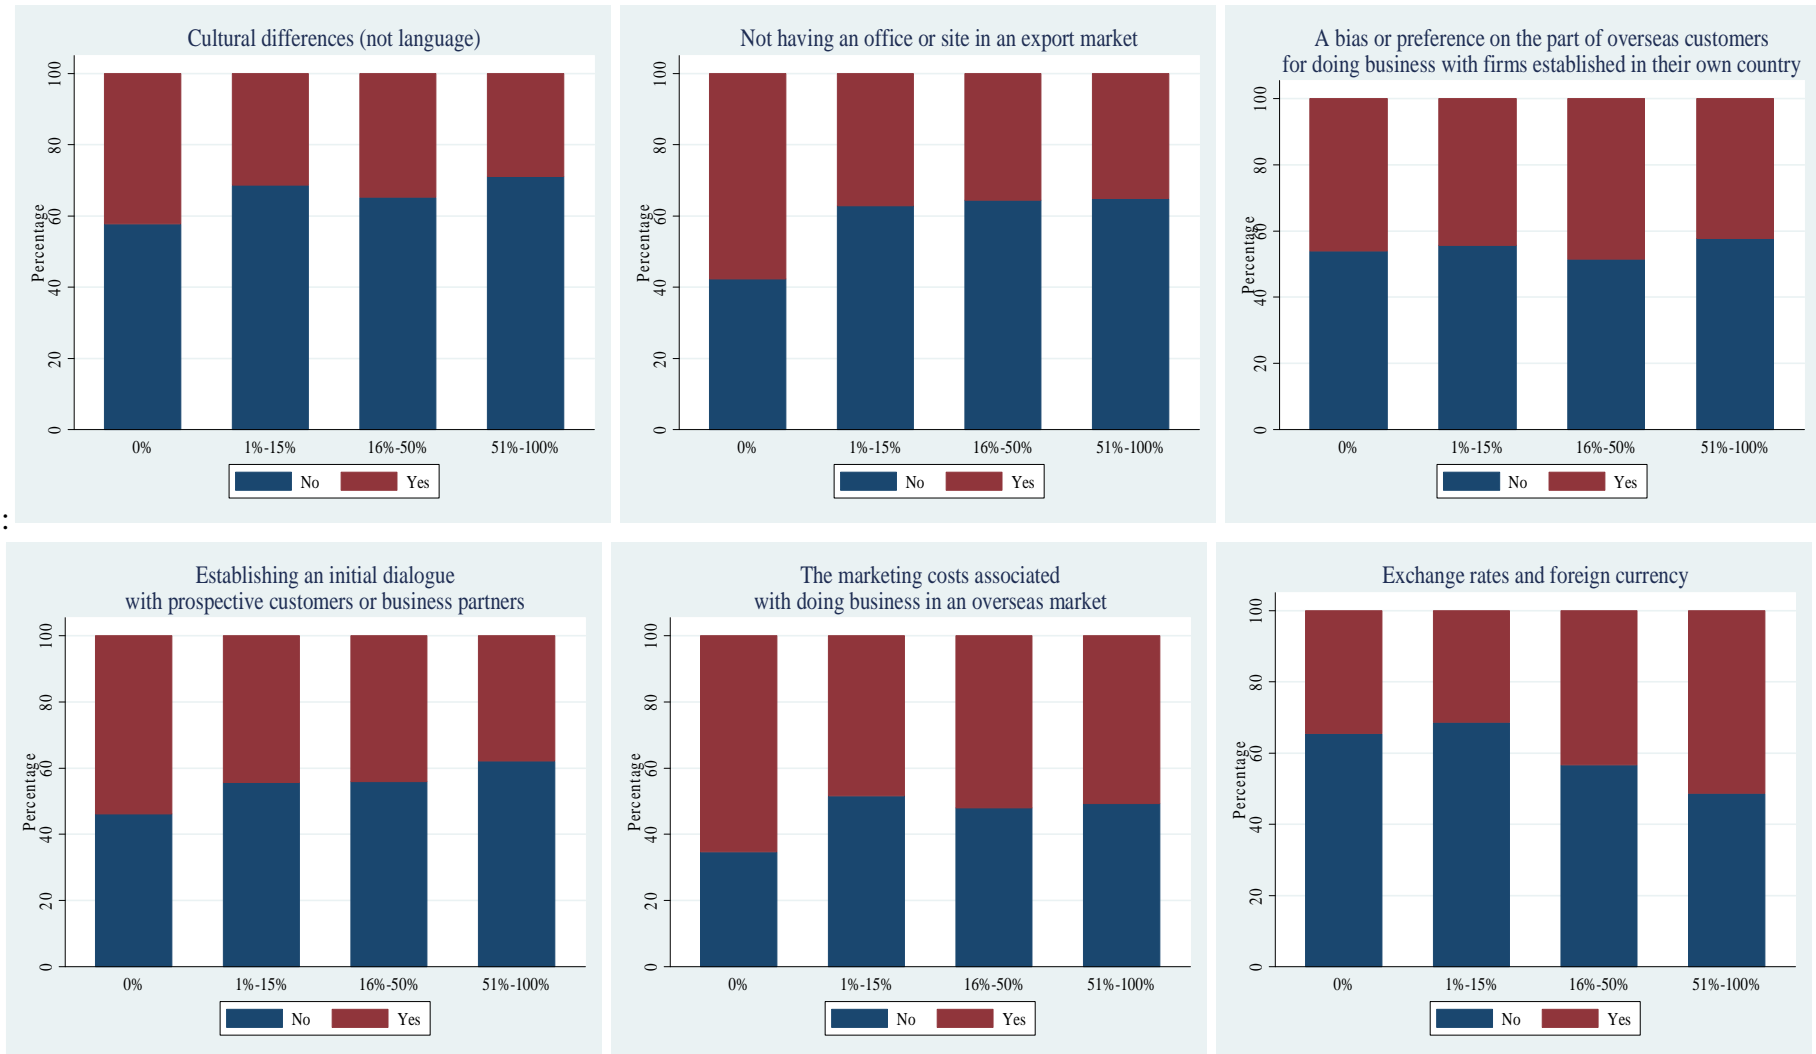 Cultural differences (not language)
Percentage
0 20 40 60 80 100
0% 1%-15% 16%-50% 51%-100%
No Yes
Not having an office or site in an export market
Percentage
0 20 40 60 80 100
0% 1%-15% 16%-50% 51%-100%
No Yes
A bias or preference on the part of overseas customers
for doing business with firms established in their own country
Percentage
0 20 40 60 80 100
0% 1%-15% 16%-50% 51%-100%
No Yes
:
Establishing an initial dialogue
with prospective customers or business partners
Percentage
0 20 40 60 80 100
0% 1%-15% 16%-50% 51%-100%
No Yes
The marketing costs associated
with doing business in an overseas market
Percentage
0 20 40 60 80 100
0% 1%-15% 16%-50% 51%-100%
No Yes
Exchange rates and foreign currency
Percentage
0 20 40 60 80 100
0% 1%-15% 16%-50% 51%-100%
No Yes